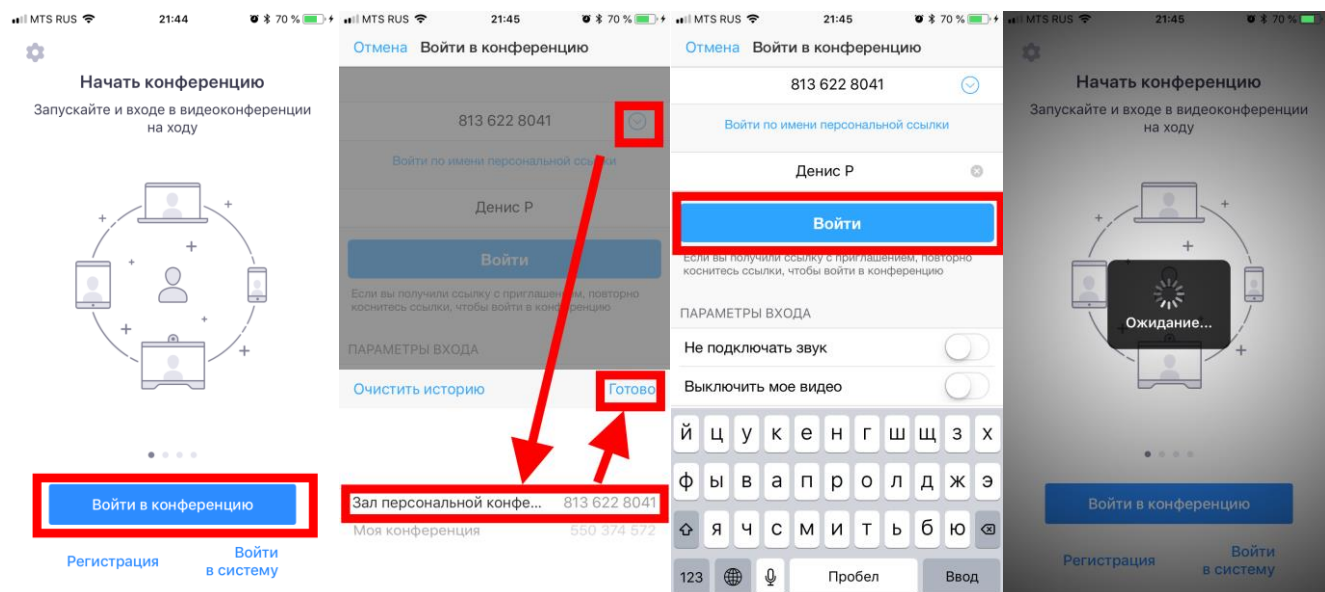 MTS RUS 21:44 70 %
Начать конференцию
Запускайте и входе в видеоконференции
на ходу
Войти в конференцию
Регистрация
Войти
в систему
MTS RUS 21:45 70 %
Отмена Войти в конференцию
813 622 8041
Войти по имени персональной ссылки
Денис Р
Войти
Если вы получили ссылку с приглашением, повторно
коснитесь ссылки, чтобы войти в конференцию
ПАРАМЕТРЫ ВХОДА
Очистить историю Готово
Зал персональной конфе... 813 622 8041
Моя конференция 550 374 572
MTS RUS 21:45 70 %
Отмена Войти в конференцию
813 622 8041
Войти по имени персональной ссылки
Денис Р
Войти
Если вы получили ссылку с приглашением, повторно
коснитесь ссылки, чтобы войти в конференцию
ПАРАМЕТРЫ ВХОДА
Не подключать звук
Выключить мое видео
й ц у к е н г ш щ з х
ф ы в а п р о л д ж э
я ч с м и т ь б ю
123 Пробел Ввод
MTS RUS 21:45 70 %
Начать конференцию
Запускайте и входе в видеоконференции
на ходу
Ожидание...
Войти в конференцию
Регистрация
Войти
в систему